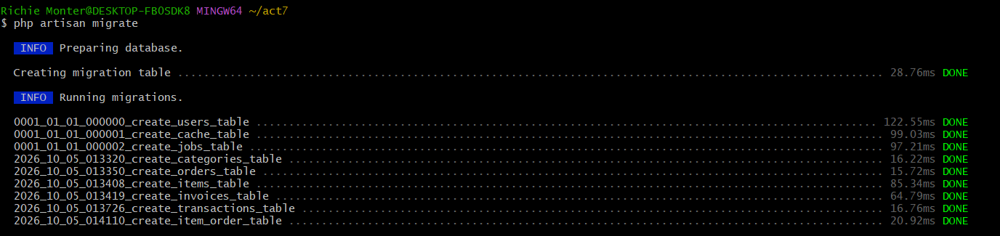 Richie Monter@DESKTOP-FBOSDK8 MINGW64 ~/act7
$ php artisan migrate
INFO Preparing database.
Creating migration table ............................................................................................................ 28.76ms DONE
INFO Running migrations.
0001_01_01_000000_create_users_table ............................................................................................... 122.55ms DONE
0001_01_01_000001_create_cache_table ................................................................................................ 99.03ms DONE
0001_01_01_000002_create_jobs_table ................................................................................................. 97.21ms DONE
2026_10_05_013320_create_categories_table ........................................................................................... 16.22ms DONE
2026_10_05_013350_create_orders_table ............................................................................................... 15.72ms DONE
2026_10_05_013408_create_items_table ................................................................................................ 85.34ms DONE
2026_10_05_013419_create_invoices_table ............................................................................................. 64.79ms DONE
2026_10_05_013726_create_transactions_table ......................................................................................... 16.76ms DONE
2026_10_05_014110_create_item_order_table ........................................................................................... 20.92ms DONE